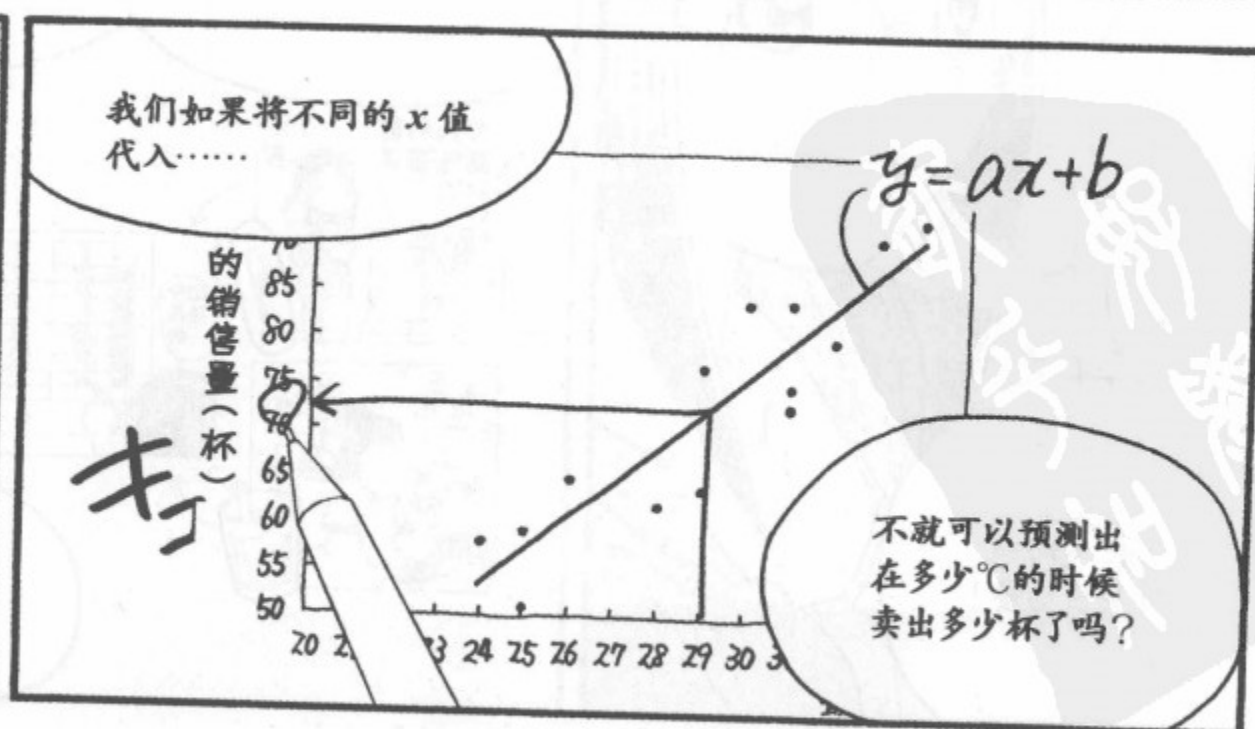 我们如果将不同的 x 值
代入……
y = ax + b
的销售量(杯)
85
80
75
70
65
60
55
50
20
24 25 26 27 28 29 30
キュ
不就可以预测出
在多少℃的时候
卖出多少杯了吗?